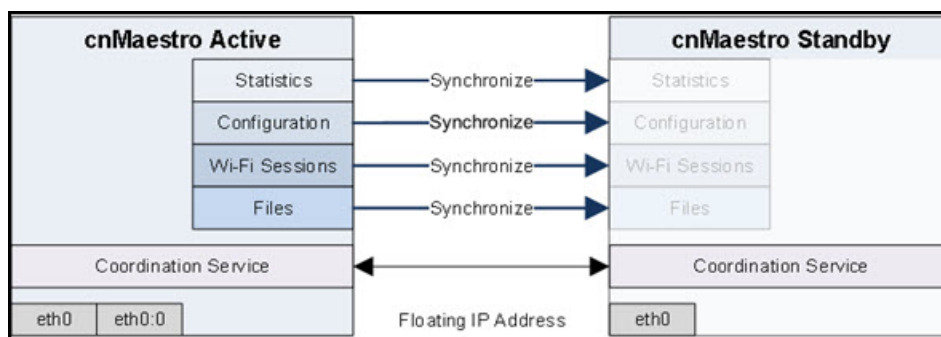 cnMaestro Active
cnMaestro Standby
Statistics
Synchronize
Statistics
Configuration
Synchronize
Configuration
Wi-Fi Sessions
Synchronize
Wi-Fi Sessions
Files
Synchronize
Files
Coordination Service
Coordination Service
eth0
eth0:0
Floating IP Address
eth0